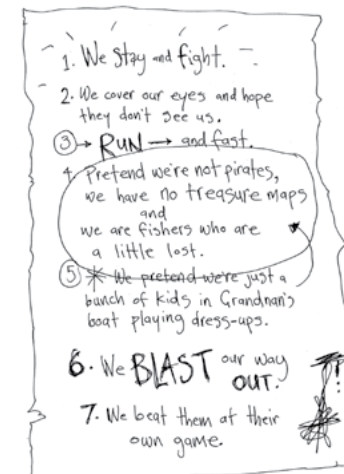 1. We stay and fight.
2. We cover our eyes and hope
they don't see us.
3 → RUN → and fast.
4. Pretend we're not pirates,
we have no treasure maps
and
we are fishers who are
a little lost.
5 * We pretend we're just a
bunch of kids in Grandnan's
boat playing dress-ups.
6. We BLAST our way
OUT.
7. We beat them at their
own game.